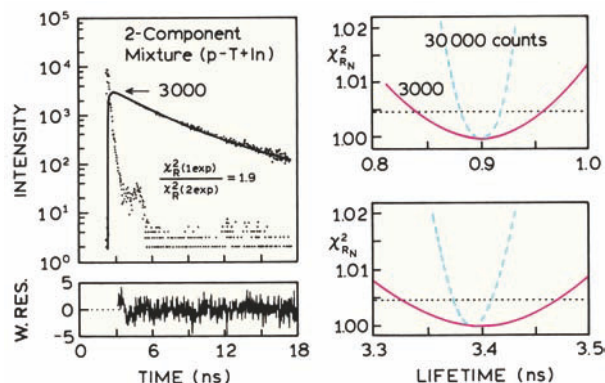 2-Component
Mixture (p-T+In)
3000
χ²R(1exp)
χ²R(2exp) = 1.9
INTENSITY
10⁵
10⁴
10³
10²
10¹
10⁰
W. RES.
5
0
-5
0 6 12 18
TIME (ns)
χ²RN
1.02
1.01
1.00
30 000 counts
3000
0.8 0.9 1.0
χ²RN
1.02
1.01
1.00
3.3 3.4 3.5
LIFETIME (ns)